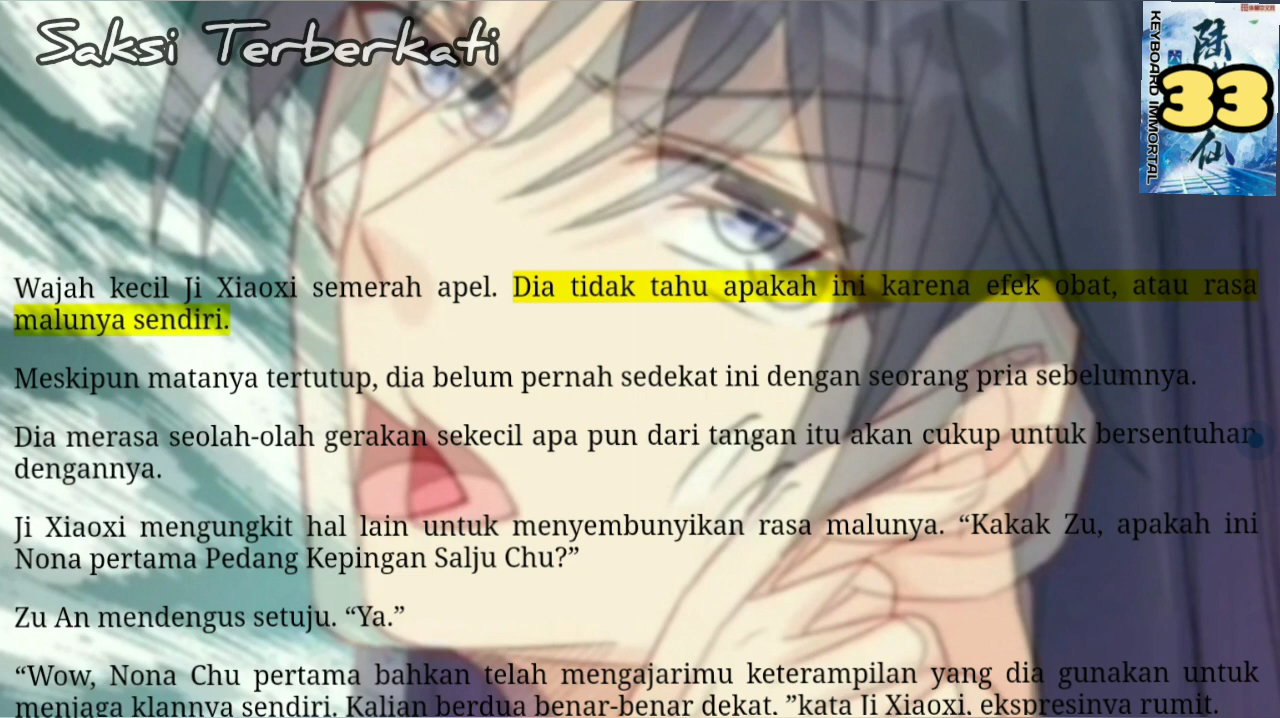 Saksi Terberkati
KEYBOARD IMMORTAL
陆
33
仙
Wajah kecil Ji Xiaoxi semerah apel. Dia tidak tahu apakah ini karena efek obat, atau rasa
malunya sendiri.
Meskipun matanya tertutup, dia belum pernah sedekat ini dengan seorang pria sebelumnya.
Dia merasa seolah-olah gerakan sekecil apa pun dari tangan itu akan cukup untuk bersentuhan
dengannya.
Ji Xiaoxi mengungkit hal lain untuk menyembunyikan rasa malunya. “Kakak Zu, apakah ini
Nona pertama Pedang Kepingan Salju Chu?”
Zu An mendengus setuju. “Ya.”
“Wow, Nona Chu pertama bahkan telah mengajarimu keterampilan yang dia gunakan untuk
menjaga klannya sendiri. Kalian berdua benar-benar dekat. ”kata Ji Xiaoxi, ekspresinya rumit.